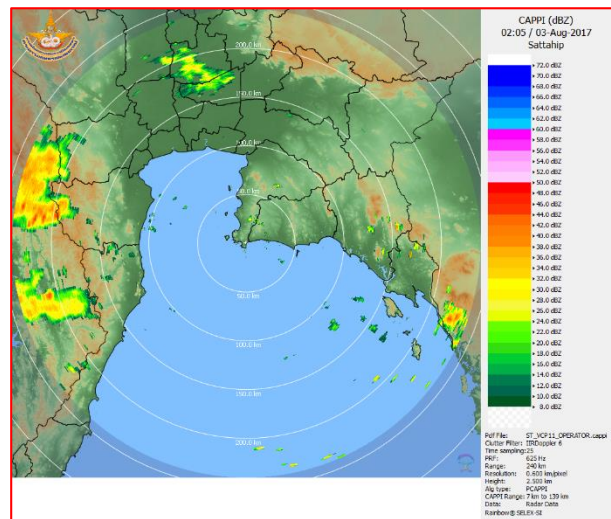 CAPPI (dBZ)
02:05 / 03-Aug-2017
Sattahip
72.0 dBZ
70.0 dBZ
68.0 dBZ
66.0 dBZ
64.0 dBZ
62.0 dBZ
60.0 dBZ
58.0 dBZ
56.0 dBZ
54.0 dBZ
52.0 dBZ
50.0 dBZ
48.0 dBZ
46.0 dBZ
44.0 dBZ
42.0 dBZ
40.0 dBZ
38.0 dBZ
36.0 dBZ
34.0 dBZ
32.0 dBZ
30.0 dBZ
28.0 dBZ
26.0 dBZ
24.0 dBZ
22.0 dBZ
20.0 dBZ
18.0 dBZ
16.0 dBZ
14.0 dBZ
12.0 dBZ
10.0 dBZ
8.0 dBZ
200.0 km
150.0 km
100.0 km
50.0 km
50.0 km
100.0 km
150.0 km
200.0 km
Pdf File: ST_VCP11_OPERATOR.cappi
Clutter Filter: IIRDoppler 6
Time sampling:25
PRF: 625 Hz
Range: 240 km
Resolution: 0.600 km/pixel
Height: 2.500 km
Alg type: PCAPPI
CAPPI Range: 7 km to 139 km
Data: Radar Data
Rainbow® SELEX-SI